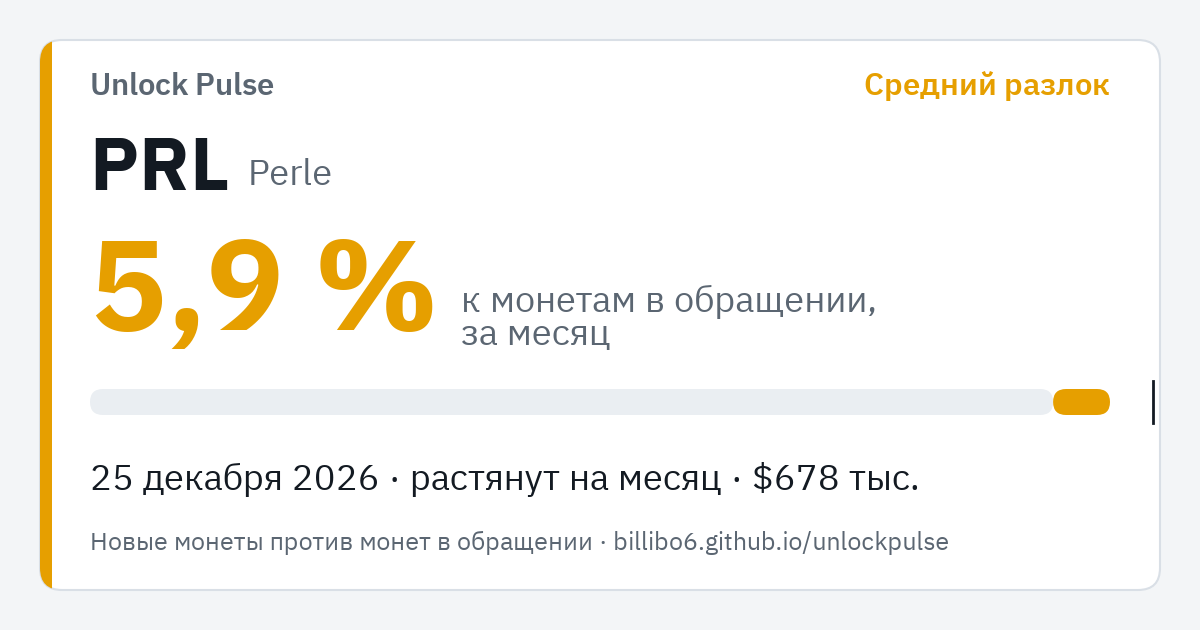 Unlock Pulse
Средний разлок
PRL Perle
5,9 % к монетам в обращении,
за месяц
25 декабря 2026 · растянут на месяц · $678 тыс.
Новые монеты против монет в обращении · billibo6.github.io/unlockpulse